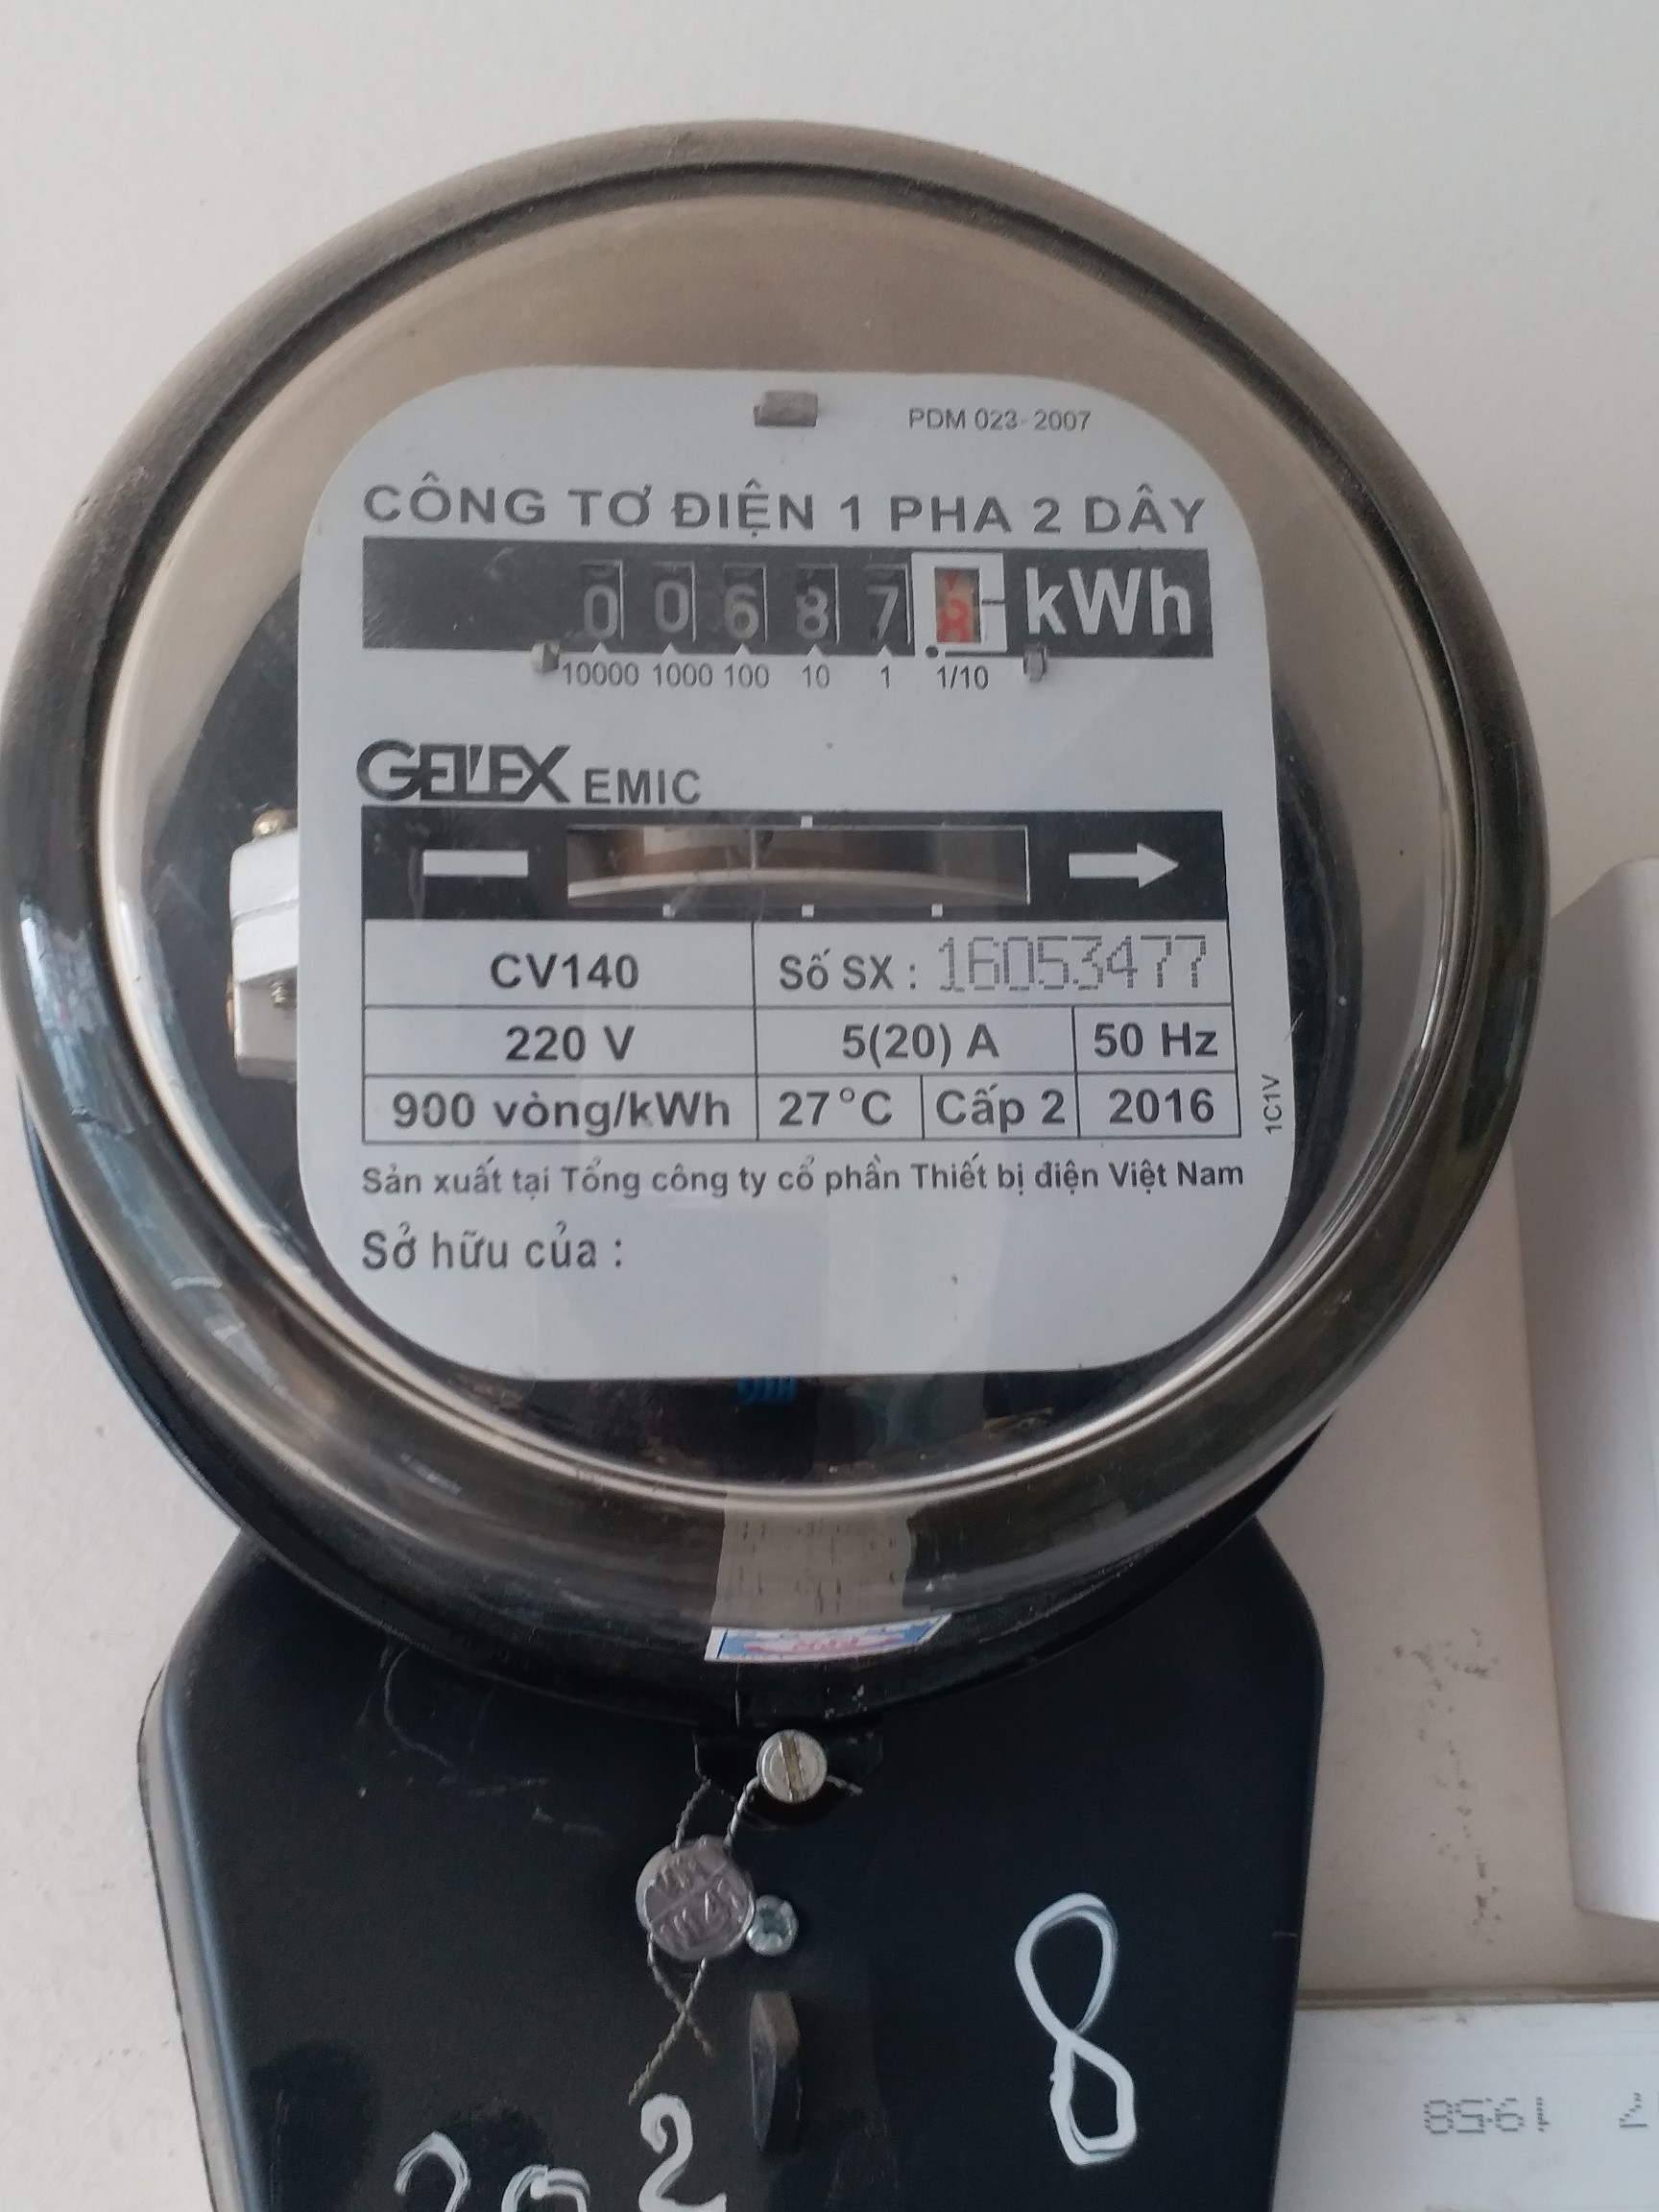 PDM 023-2007
CÔNG TƠ ĐIỆN 1 PHA 2 DÂY
0 0 6 8 7 8 kWh
10000 1000 100 10 1 1/10
GELEX EMIC
CV140 Số SX : 16053477
220 V 5(20) A 50 Hz
900 vòng/kWh 27°C Cấp 2 2016
1C1V
Sản xuất tại Tổng công ty cổ phần Thiết bị điện Việt Nam
Sở hữu của :
8
202